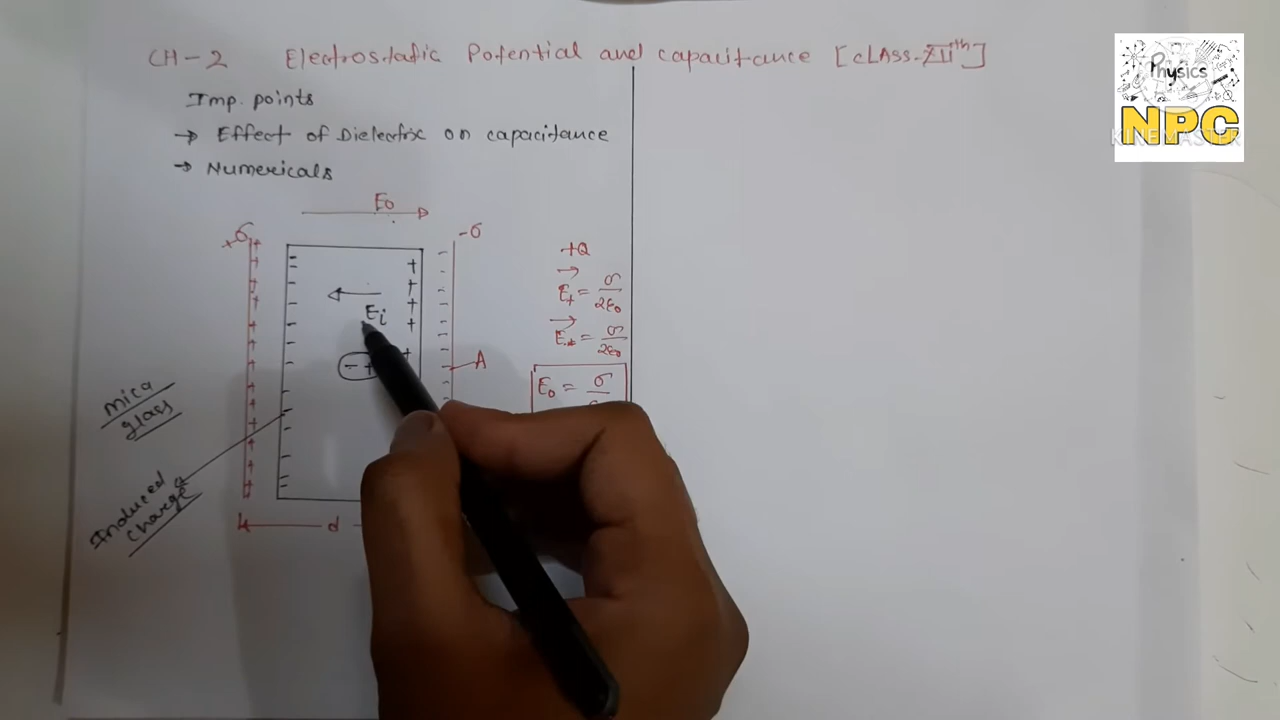 CH-2 Electrostatic Potential and capacitance [CLASS-XIIth]
Imp. points
→ Effect of Dielectric on capacitance
→ Numericals
E₀
+σ
-σ
Eᵢ
- +
A
mica
glass
Induced
charge
d
+Q
E₊ = σ/2ε₀
E₋ = σ/2ε₀
E₀ = σ
Physics
NPC
KINEMASTER